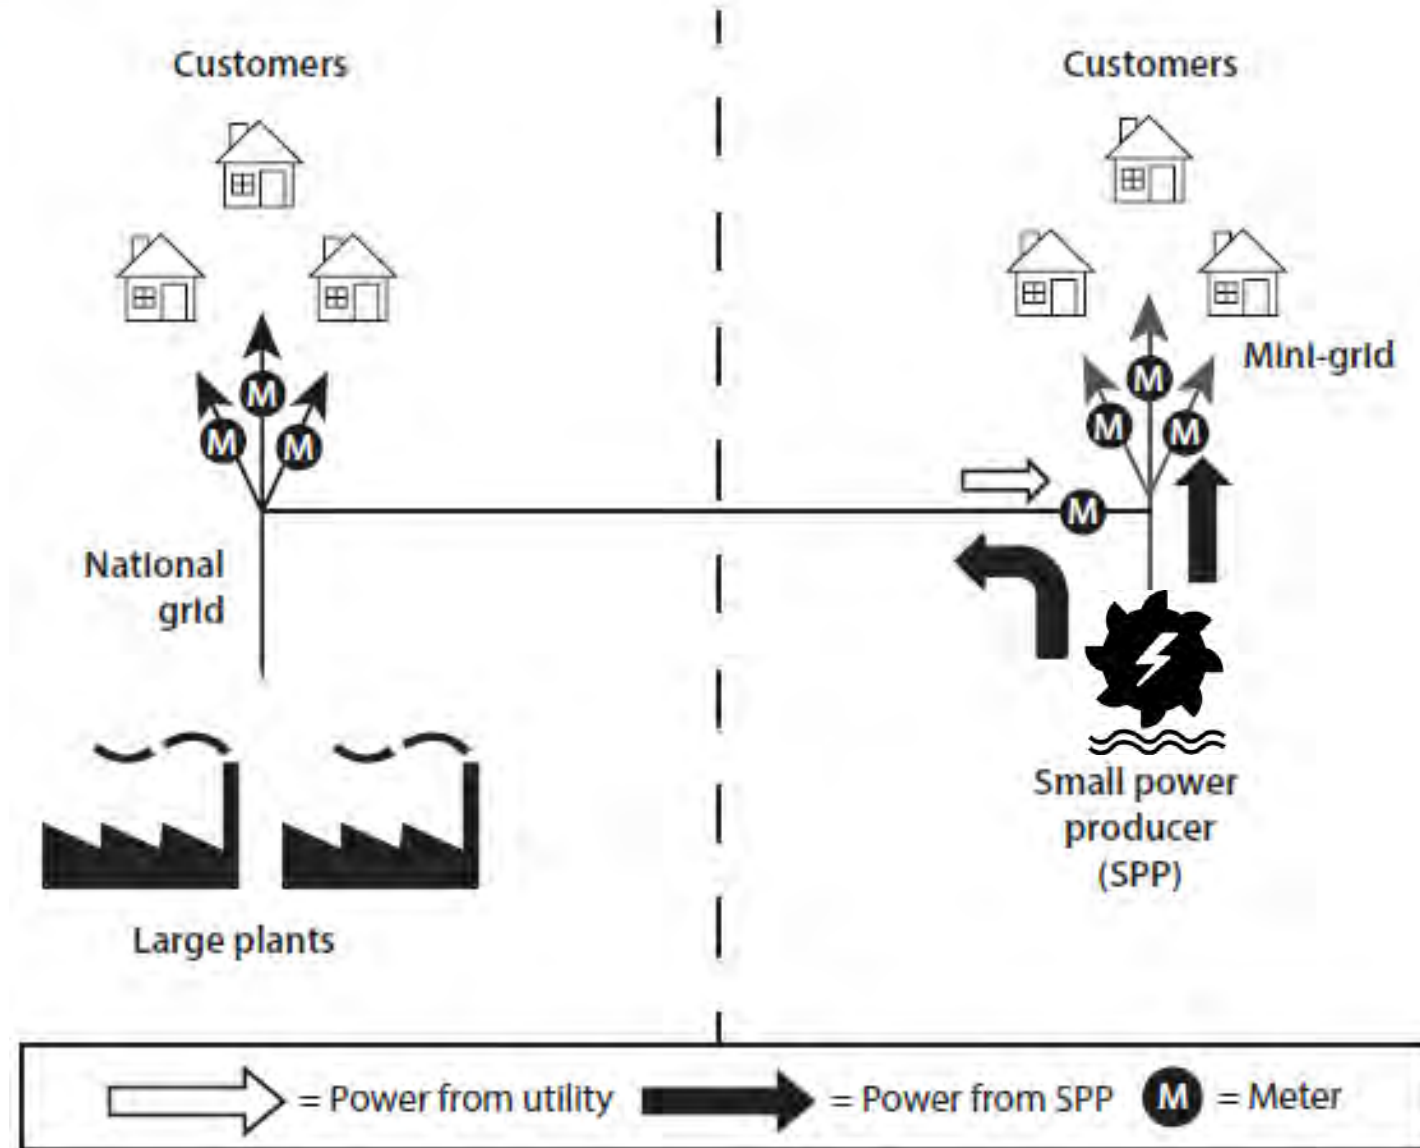 Customers
Customers
M
M
M
M
M
M
Mini-grid
M
National
grid
Small power
producer
(SPP)
Large plants
= Power from utility
= Power from SPP
M = Meter